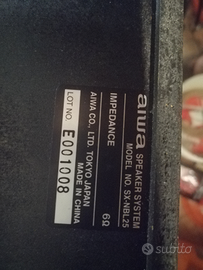 aiwa
SPEAKER SYSTEM
MODEL NO. SX-NBL25
IMPEDANCE 6Ω
AIWA CO., LTD. TOKYO JAPAN
MADE IN CHINA
LOT NO. E001008
subito